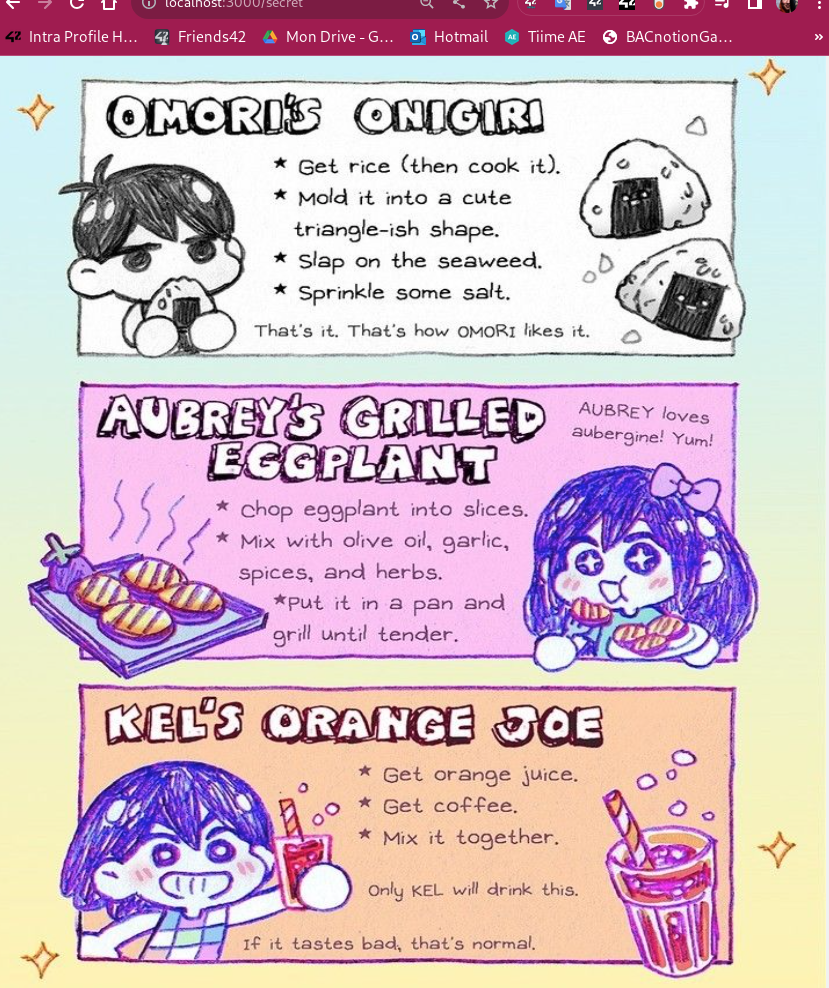 localhost:3000/secret
Intra Profile H... Friends42 Mon Drive - G... Hotmail Tiime AE BACnotionGa... »
OMORI'S ONIGIRI
★ Get rice (then cook it).
★ Mold it into a cute
triangle-ish shape.
★ Slap on the seaweed.
★ Sprinkle some salt.
That's it. That's how OMORI likes it.
AUBREY'S GRILLED
EGGPLANT
AUBREY loves
aubergine! Yum!
★ Chop eggplant into slices.
★ Mix with olive oil, garlic,
spices, and herbs.
★Put it in a pan and
grill until tender.
KEL'S ORANGE JOE
★ Get orange juice.
★ Get coffee.
★ Mix it together.
Only KEL will drink this.
If it tastes bad, that's normal.